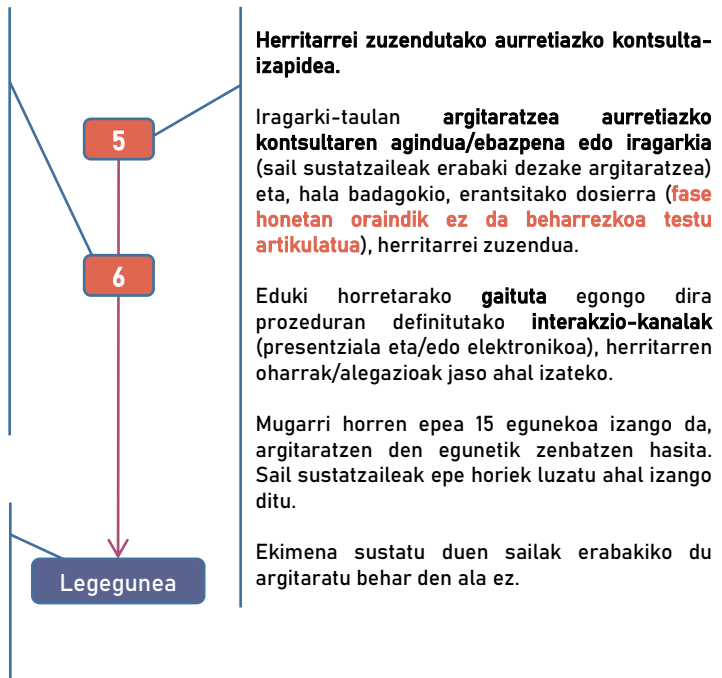 Herritarrei zuzendutako aurretiazko kontsulta-
izapidea.
Iragarki-taulan argitaratzea aurretiazko
kontsultaren agindua/ebazpena edo iragarkia
(sail sustatzaileak erabaki dezake argitaratzea)
eta, hala badagokio, erantsitako dosierra (fase
honetan oraindik ez da beharrezkoa testu
artikulatua), herritarrei zuzendua.
Eduki horretarako gaituta egongo dira
prozeduran definitutako interakzio-kanalak
(presentziala eta/edo elektronikoa), herritarren
oharrak/alegazioak jaso ahal izateko.
Mugarri horren epea 15 egunekoa izango da,
argitaratzen den egunetik zenbatzen hasita.
Sail sustatzaileak epe horiek luzatu ahal izango
ditu.
Ekimena sustatu duen sailak erabakiko du
argitaratu behar den ala ez.
5
6
Legegunea